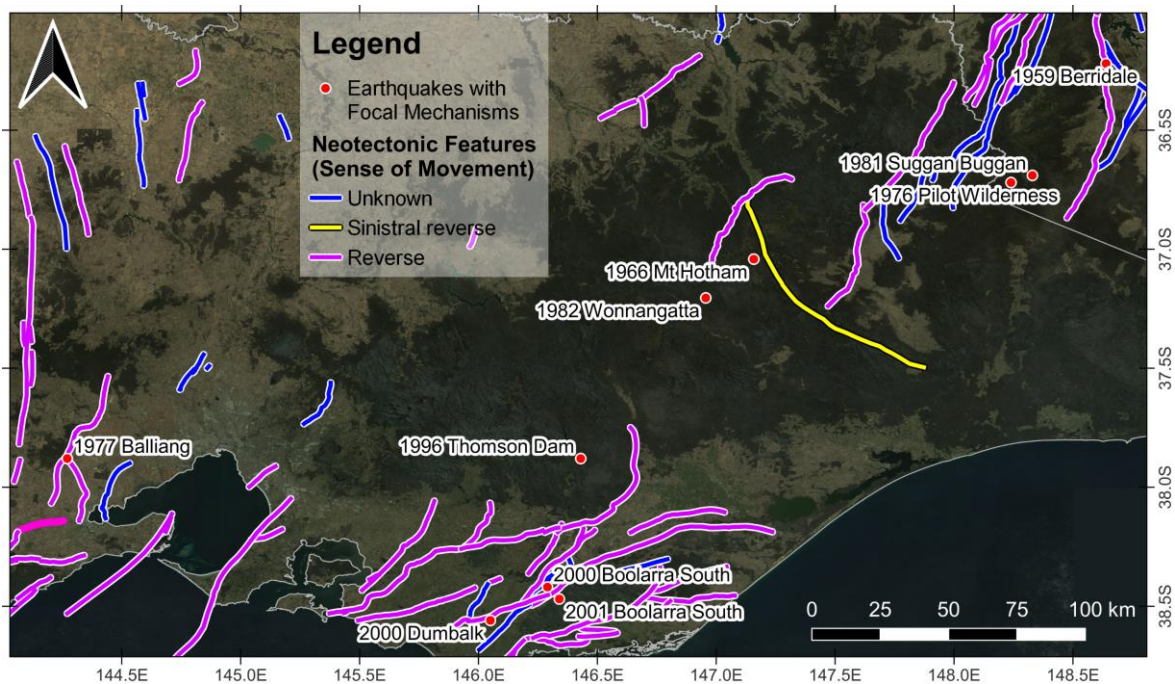 Legend
Earthquakes with
Focal Mechanisms
Neotectonic Features
(Sense of Movement)
Unknown
Sinistral reverse
Reverse
1959 Berridale
1981 Suggan Buggan
1976 Pilot Wilderness
1966 Mt Hotham
1982 Wonnangatta
1977 Balliang
1996 Thomson Dam
2000 Boolarra South
2001 Boolarra South
2000 Dumbalk
0 25 50 75 100 km
36.5S
37.0S
37.5S
38.0S
38.5S
144.5E 145.0E 145.5E 146.0E 146.5E 147.0E 147.5E 148.0E 148.5E